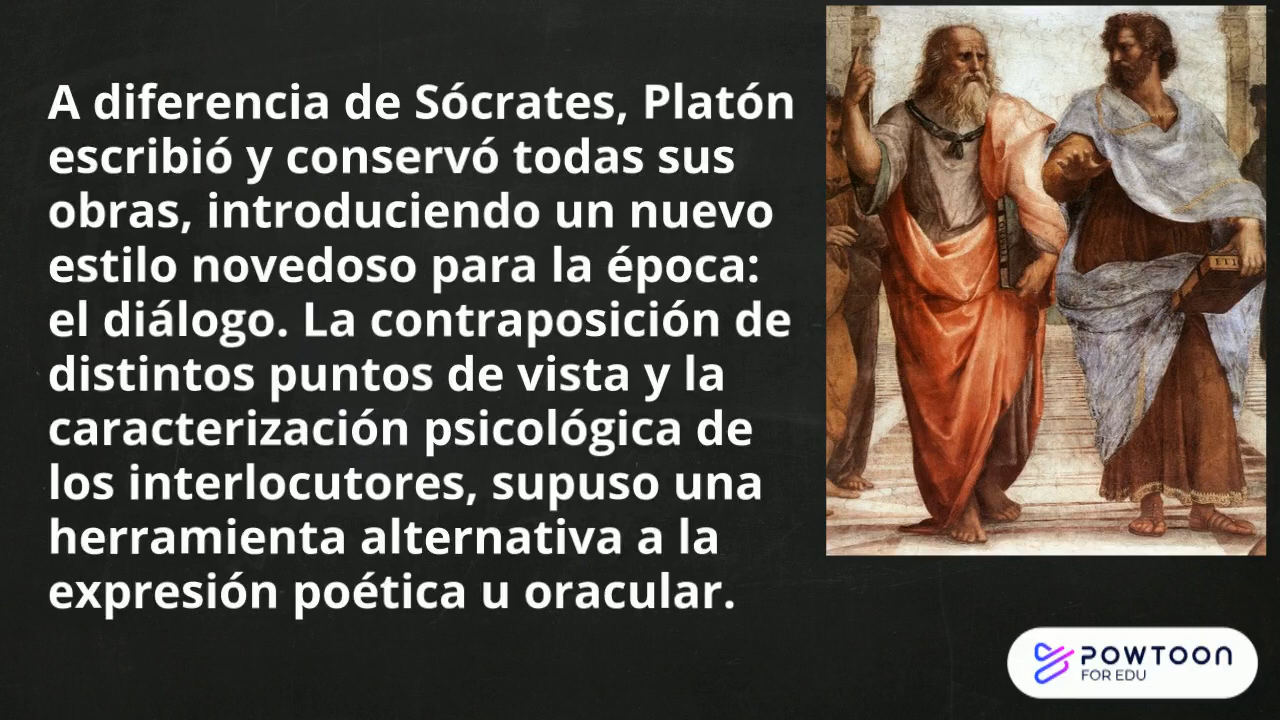 A diferencia de Sócrates, Platón
escribió y conservó todas sus
obras, introduciendo un nuevo
estilo novedoso para la época:
el diálogo. La contraposición de
distintos puntos de vista y la
caracterización psicológica de
los interlocutores, supuso una
herramienta alternativa a la
expresión poética u oracular.
POWTOON
FOR EDU